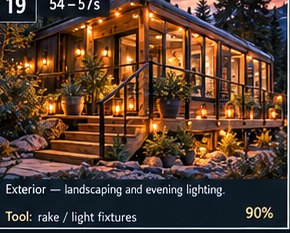 19 54–57s
Exterior — landscaping and evening lighting.
Tool: rake / light fixtures 90%